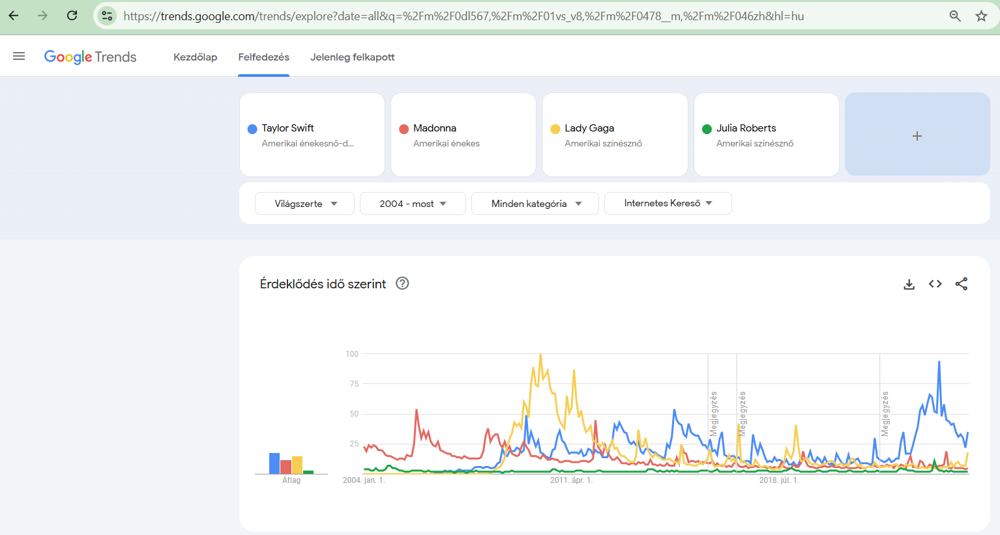 https://trends.google.com/trends/explore?date=all&q=%2Fm%2F0dl567,%2Fm%2F01vs_v8,%2Fm%2F0478__m,%2Fm%2F046zh&hl=hu
Google Trends
Kezdőlap
Felfedezés
Jelenleg felkapott
Taylor Swift
Amerikai énekesnő-d...
Madonna
Amerikai énekes
Lady Gaga
Amerikai színésznő
Julia Roberts
Amerikai színésznő
+
Világszerte
2004 - most
Minden kategória
Internetes Kereső
Érdeklődés idő szerint
?
100
75
50
25
Megjegyzés
Megjegyzés
Megjegyzés
Átlag
2004. jan. 1.
2011. ápr. 1.
2018. júl. 1.